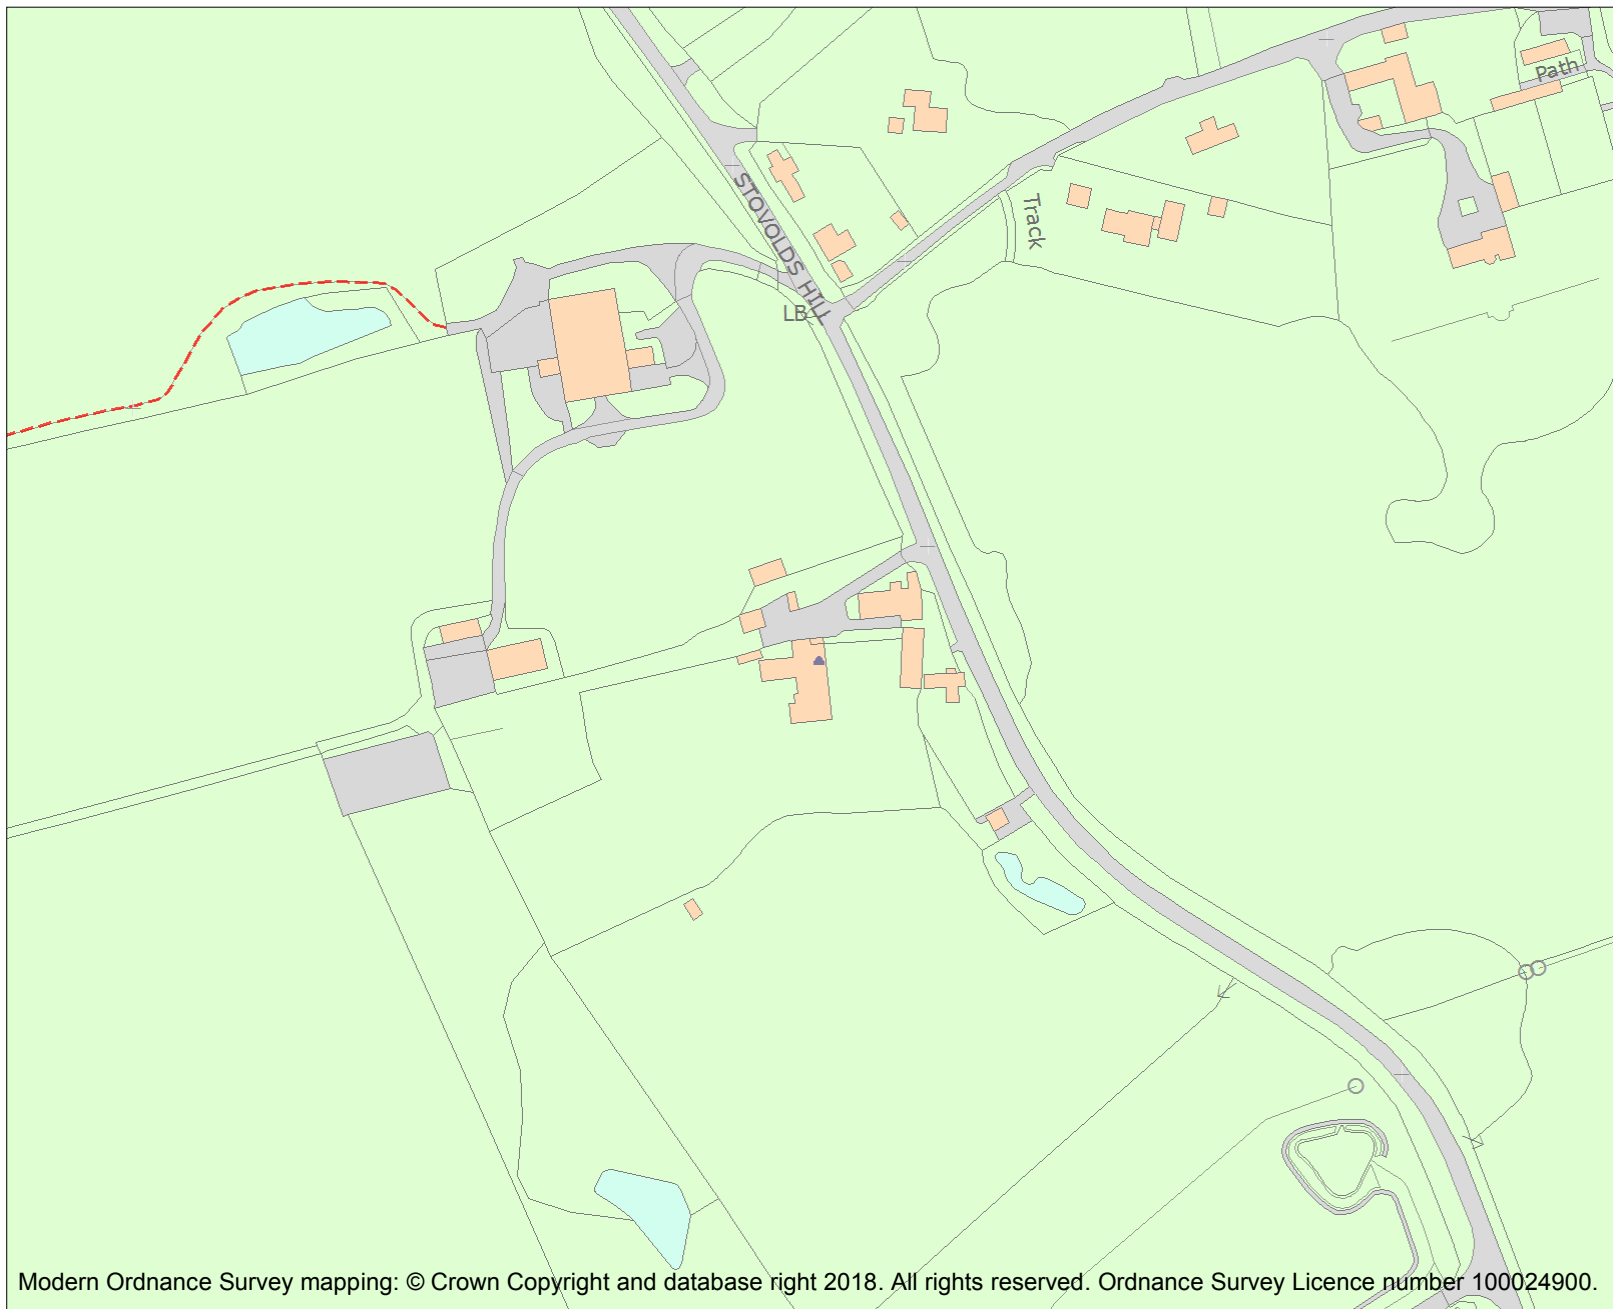 Path
STOVOLDS HILL
Track
LB
Modern Ordnance Survey mapping: © Crown Copyright and database right 2018. All rights reserved. Ordnance Survey Licence number 100024900.